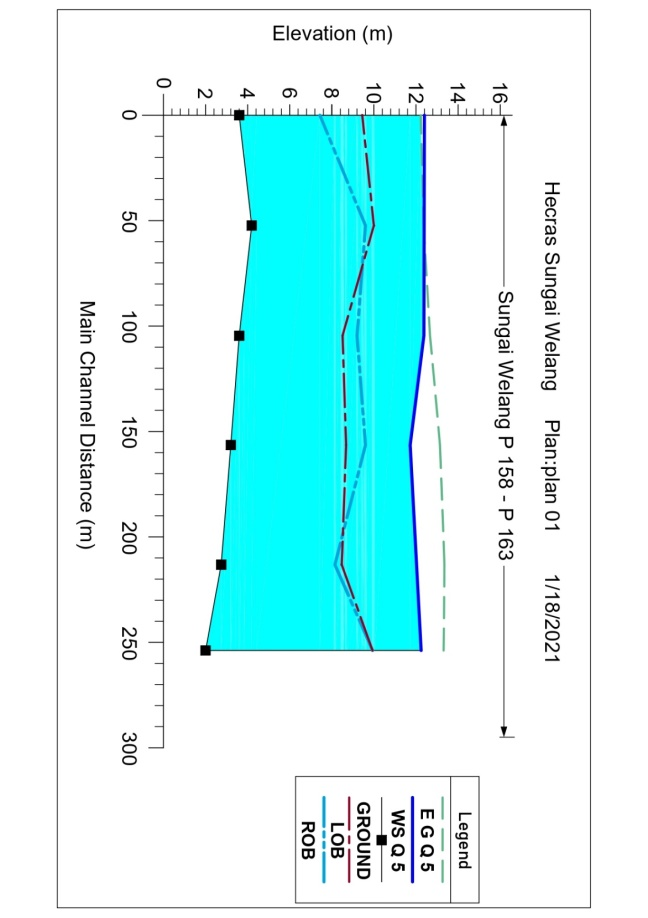 Hecras Sungai Welang Plan:plan 01 1/18/2021
Sungai Welang P 158 - P 163
Elevation (m)
16
14
12
10
8
6
4
2
0
0
50
100
150
200
250
300
Main Channel Distance (m)
Legend
E G Q 5
WS Q 5
GROUND
LOB
ROB